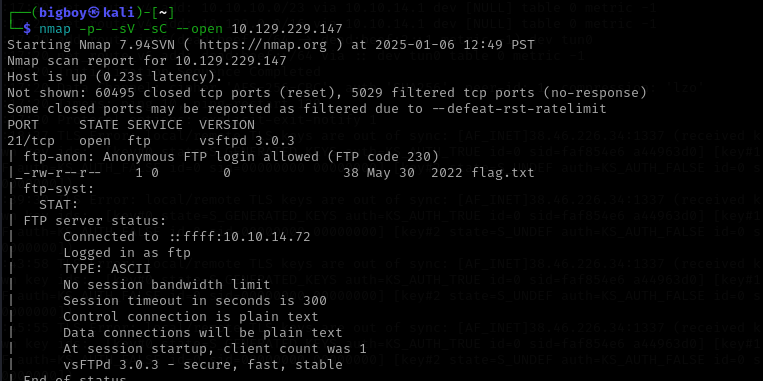 ┌──(bigboy㉿kali)-[~]
└─$ nmap -p- -sV -sC --open 10.129.229.147
Starting Nmap 7.94SVN ( https://nmap.org ) at 2025-01-06 12:49 PST
Nmap scan report for 10.129.229.147
Host is up (0.23s latency).
Not shown: 60495 closed tcp ports (reset), 5029 filtered tcp ports (no-response)
Some closed ports may be reported as filtered due to --defeat-rst-ratelimit
PORT     STATE SERVICE   VERSION
21/tcp    open   ftp       vsftpd 3.0.3
| ftp-anon: Anonymous FTP login allowed (FTP code 230)
|_-rw-r--r--    1 0        0              38 May 30  2022 flag.txt
| ftp-syst:
|   STAT:
| FTP server status:
|      Connected to ::ffff:10.10.14.72
|      Logged in as ftp
|      TYPE: ASCII
|      No session bandwidth limit
|      Session timeout in seconds is 300
|      Control connection is plain text
|      Data connections will be plain text
|      At session startup, client count was 1
|      vsFTPd 3.0.3 - secure, fast, stable
| End of status